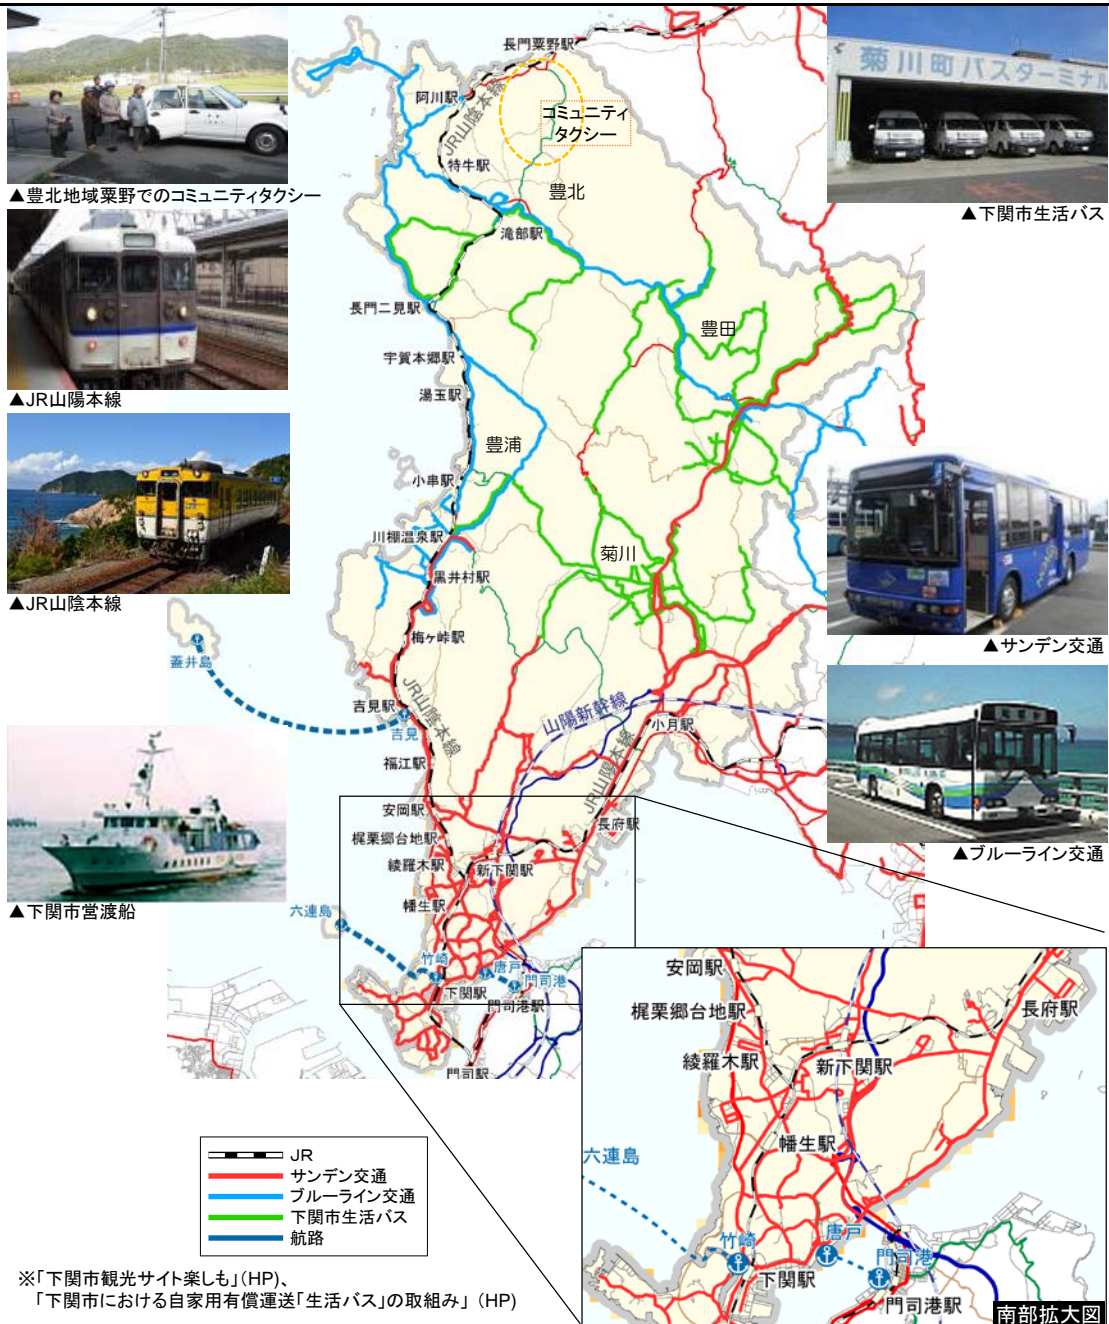 長門粟野駅
阿川駅
JR山陰本線
コミュニティ
タクシー
特牛駅
豊北
▲豊北地域粟野でのコミュニティタクシー
菊川町バスターミナル
▲下関市生活バス
滝部駅
長門二見駅
豊田
宇賀本郷駅
湯玉駅
▲JR山陽本線
豊浦
小串駅
川棚温泉駅
菊川
黒井村駅
▲JR山陰本線
梅ヶ峠駅
▲サンデン交通
蓋井島
JR山陰本線
吉見駅
吉見
山陽新幹線
小月駅
福江駅
JR山陽本線
安岡駅
長府駅
梶栗郷台地駅
綾羅木駅
新下関駅
▲ブルーライン交通
幡生駅
▲下関市営渡船
六連島
竹崎
唐戸
門司港
下関駅
門司港駅
門司駅
安岡駅
梶栗郷台地駅
長府駅
綾羅木駅
新下関駅
幡生駅
六連島
竹崎
唐戸
下関駅
門司港
門司港駅
南部拡大図
JR
サンデン交通
ブルーライン交通
下関市生活バス
航路
※「下関市観光サイト楽しも」(HP)、
「下関市における自家用有償運送「生活バス」の取組み」(HP)